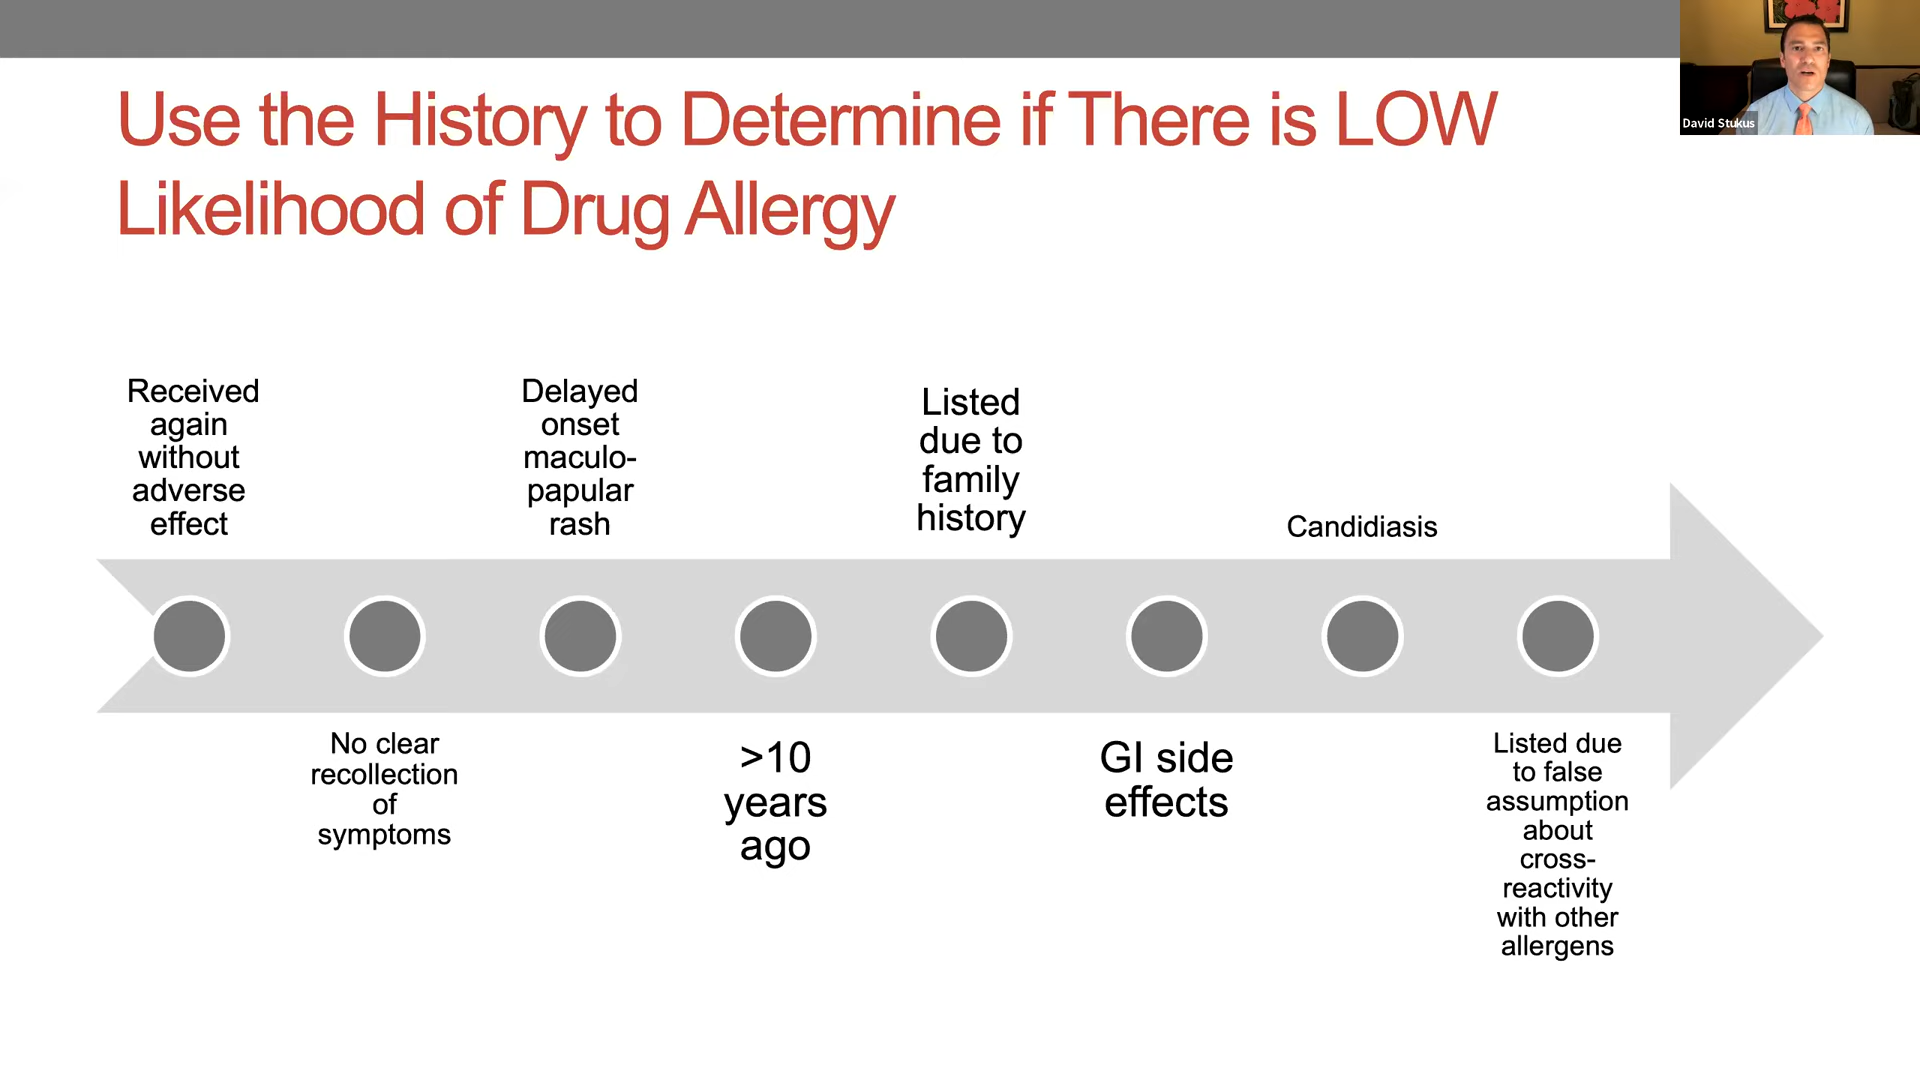 Use the History to Determine if There is LOW
Likelihood of Drug Allergy
David Stukus
Received
again
without
adverse
effect
No clear
recollection
of
symptoms
Delayed
onset
maculo-
papular
rash
>10
years
ago
Listed
due to
family
history
GI side
effects
Candidiasis
Listed due
to false
assumption
about
cross-
reactivity
with other
allergens